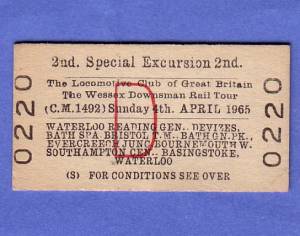 2nd. Special Excursion 2nd.
The Locomotive Club of Great Britain
The Wessex Downsman Rail Tour
(C.M.1492) Sunday 4th. APRIL 1965
WATERLOO READING GEN., DEVIZES,
BATH SPA, BRISTOL T.M., BATH GN. PK.,
EVERCREECH JUNC. BOURNEMOUTH W.
SOUTHAMPTON CEN., BASINGSTOKE,
WATERLOO
(S) FOR CONDITIONS SEE OVER
0220
0220
D